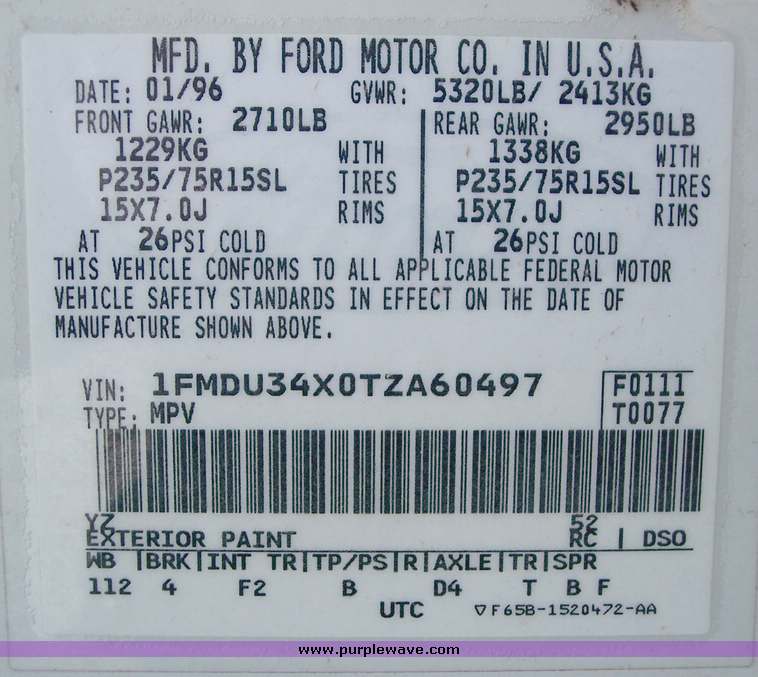 MFD. BY FORD MOTOR CO. IN U.S.A.
DATE: 01/96 GVWR: 5320LB/ 2413KG
FRONT GAWR: 2710LB REAR GAWR: 2950LB
1229KG WITH 1338KG WITH
P235/75R15SL TIRES P235/75R15SL TIRES
15X7.0J RIMS 15X7.0J RIMS
AT 26PSI COLD AT 26PSI COLD
THIS VEHICLE CONFORMS TO ALL APPLICABLE FEDERAL MOTOR
VEHICLE SAFETY STANDARDS IN EFFECT ON THE DATE OF
MANUFACTURE SHOWN ABOVE.
VIN: 1FMDU34X0TZA60497 F0111
TYPE: MPV T0077
YZ 52
EXTERIOR PAINT RC | DSO
WB |BRK|INT TR|TP/PS|R|AXLE|TR|SPR
112 4 F2 B D4 T B F
UTC ▽F65B-1520472-AA
www.purplewave.com